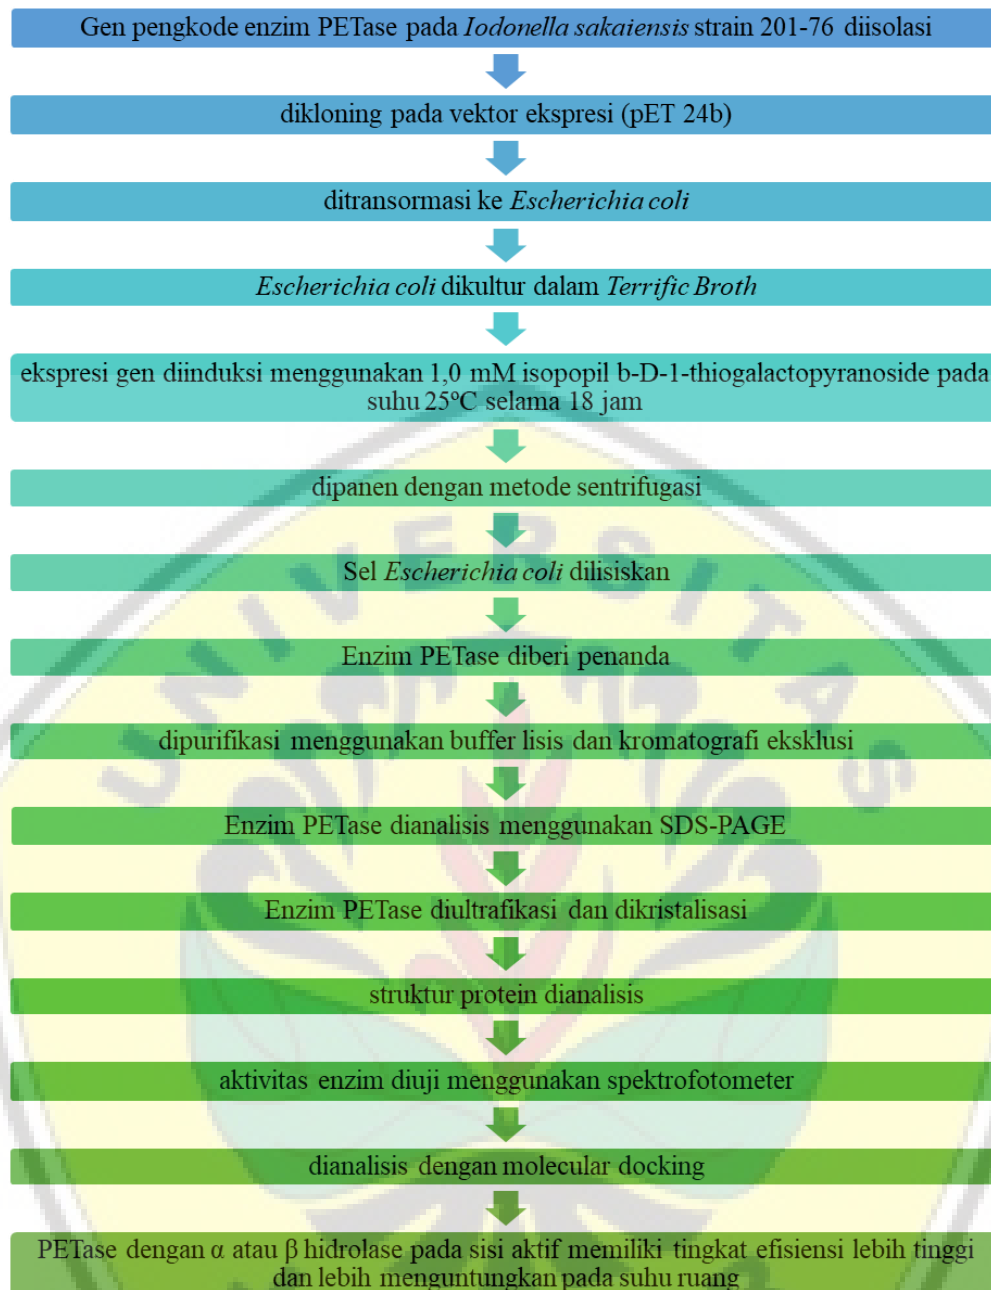 Gen pengkode enzim PETase pada Iodonella sakaiensis strain 201-76 diisolasi
dikloning pada vektor ekspresi (pET 24b)
ditransormasi ke Escherichia coli
Escherichia coli dikultur dalam Terrific Broth
ekspresi gen diinduksi menggunakan 1,0 mM isopopil b-D-1-thiogalactopyranoside pada
suhu 25ºC selama 18 jam
dipanen dengan metode sentrifugasi
Sel Escherichia coli dilisiskan
Enzim PETase diberi penanda
dipurifikasi menggunakan buffer lisis dan kromatografi eksklusi
Enzim PETase dianalisis menggunakan SDS-PAGE
Enzim PETase diultrafikasi dan dikristalisasi
struktur protein dianalisis
aktivitas enzim diuji menggunakan spektrofotometer
dianalisis dengan molecular docking
PETase dengan α atau β hidrolase pada sisi aktif memiliki tingkat efisiensi lebih tinggi
dan lebih menguntungkan pada suhu ruang
UNIVERSITAS